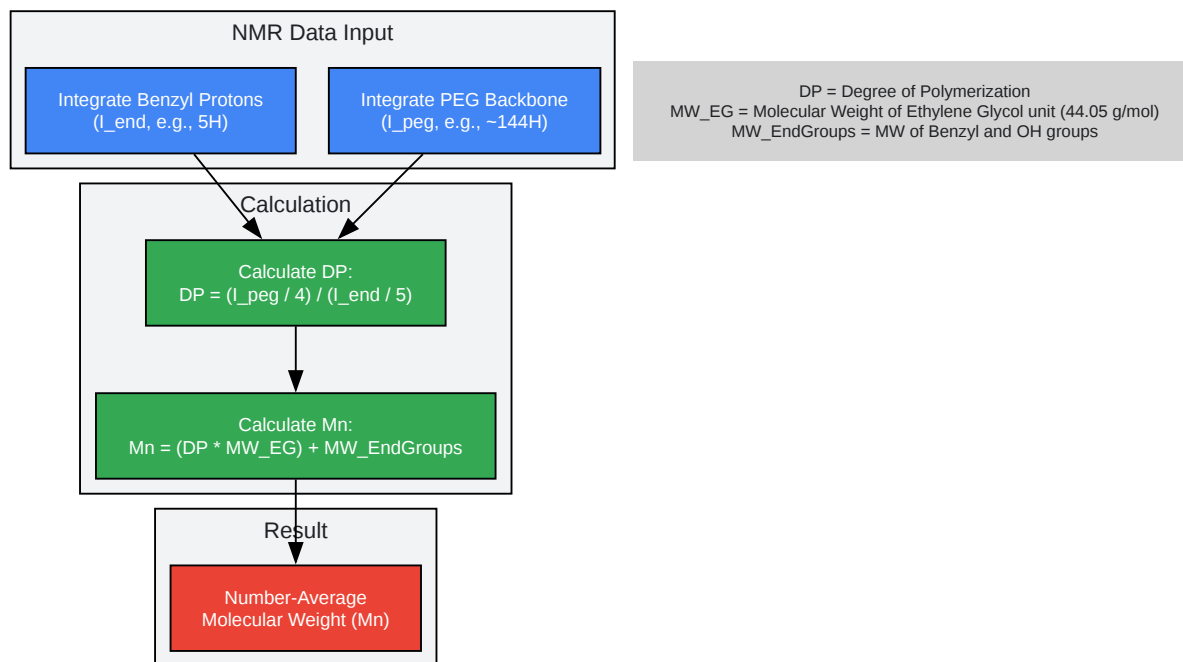 NMR Data Input
Integrate Benzyl Protons
(I_end, e.g., 5H)
Integrate PEG Backbone
(I_peg, e.g., ~144H)
DP = Degree of Polymerization
MW_EG = Molecular Weight of Ethylene Glycol unit (44.05 g/mol)
MW_EndGroups = MW of Benzyl and OH groups
Calculation
Calculate DP:
DP = (I_peg / 4) / (I_end / 5)
Calculate Mn:
Mn = (DP * MW_EG) + MW_EndGroups
Result
Number-Average
Molecular Weight (Mn)